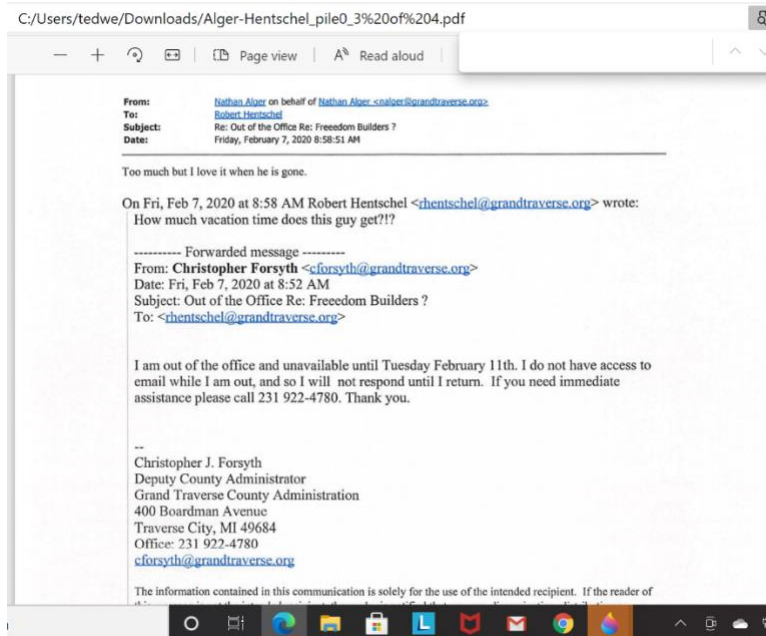 C:/Users/tedwe/Downloads/Alger-Hentschel_pile0_3%20of%204.pdf
Page view
Read aloud
From: Nathan Alger on behalf of Nathan Alger <nalger@grandtraverse.org>
To: Robert Hentschel
Subject: Re: Out of the Office Re: Freeedom Builders ?
Date: Friday, February 7, 2020 8:58:51 AM
Too much but I love it when he is gone.
On Fri, Feb 7, 2020 at 8:58 AM Robert Hentschel <rhentschel@grandtraverse.org> wrote:
How much vacation time does this guy get?!?
---------- Forwarded message ---------
From: Christopher Forsyth <cforsyth@grandtraverse.org>
Date: Fri, Feb 7, 2020 at 8:52 AM
Subject: Out of the Office Re: Freeedom Builders ?
To: <rhentschel@grandtraverse.org>
I am out of the office and unavailable until Tuesday February 11th. I do not have access to
email while I am out, and so I will not respond until I return. If you need immediate
assistance please call 231 922-4780. Thank you.
--
Christopher J. Forsyth
Deputy County Administrator
Grand Traverse County Administration
400 Boardman Avenue
Traverse City, MI 49684
Office: 231 922-4780
cforsyth@grandtraverse.org
The information contained in this communication is solely for the use of the intended recipient. If the reader of